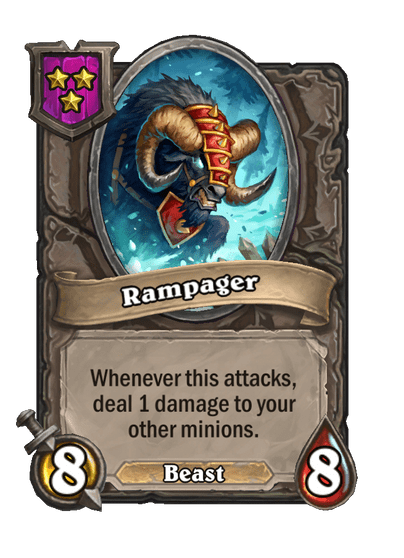 Rampager
Whenever this attacks,
deal 1 damage to your
other minions.
8
Beast
8